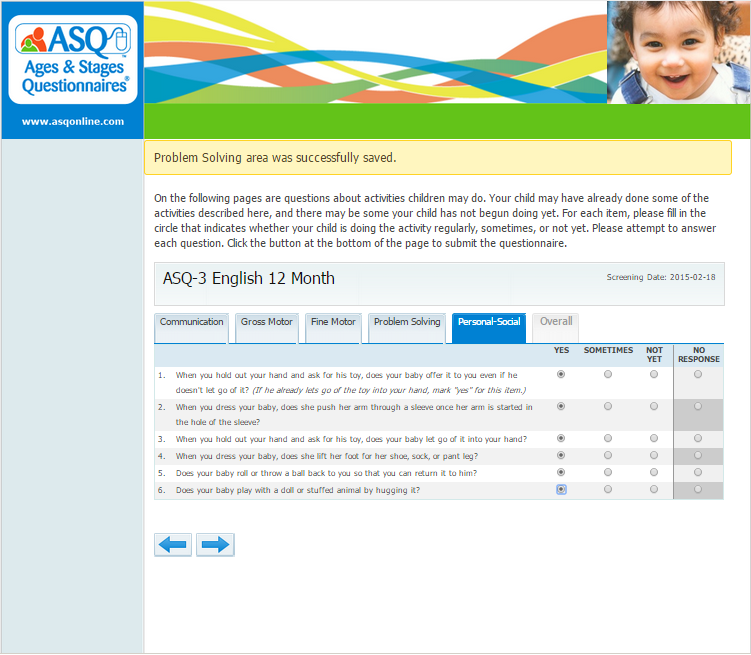 ASQ
™
Ages & Stages
Questionnaires®
www.asqonline.com
Problem Solving area was successfully saved.
On the following pages are questions about activities children may do. Your child may have already done some of the
activities described here, and there may be some your child has not begun doing yet. For each item, please fill in the
circle that indicates whether your child is doing the activity regularly, sometimes, or not yet. Please attempt to answer
each question. Click the button at the bottom of the page to submit the questionnaire.
ASQ-3 English 12 Month
Screening Date: 2015-02-18
Communication Gross Motor Fine Motor Problem Solving Personal-Social Overall
YES SOMETIMES NOT YET NO RESPONSE
1. When you hold out your hand and ask for his toy, does your baby offer it to you even if he
doesn't let go of it? (If he already lets go of the toy into your hand, mark "yes" for this item.)
2. When you dress your baby, does she push her arm through a sleeve once her arm is started in
the hole of the sleeve?
3. When you hold out your hand and ask for his toy, does your baby let go of it into your hand?
4. When you dress your baby, does she lift her foot for her shoe, sock, or pant leg?
5. Does your baby roll or throw a ball back to you so that you can return it to him?
6. Does your baby play with a doll or stuffed animal by hugging it?